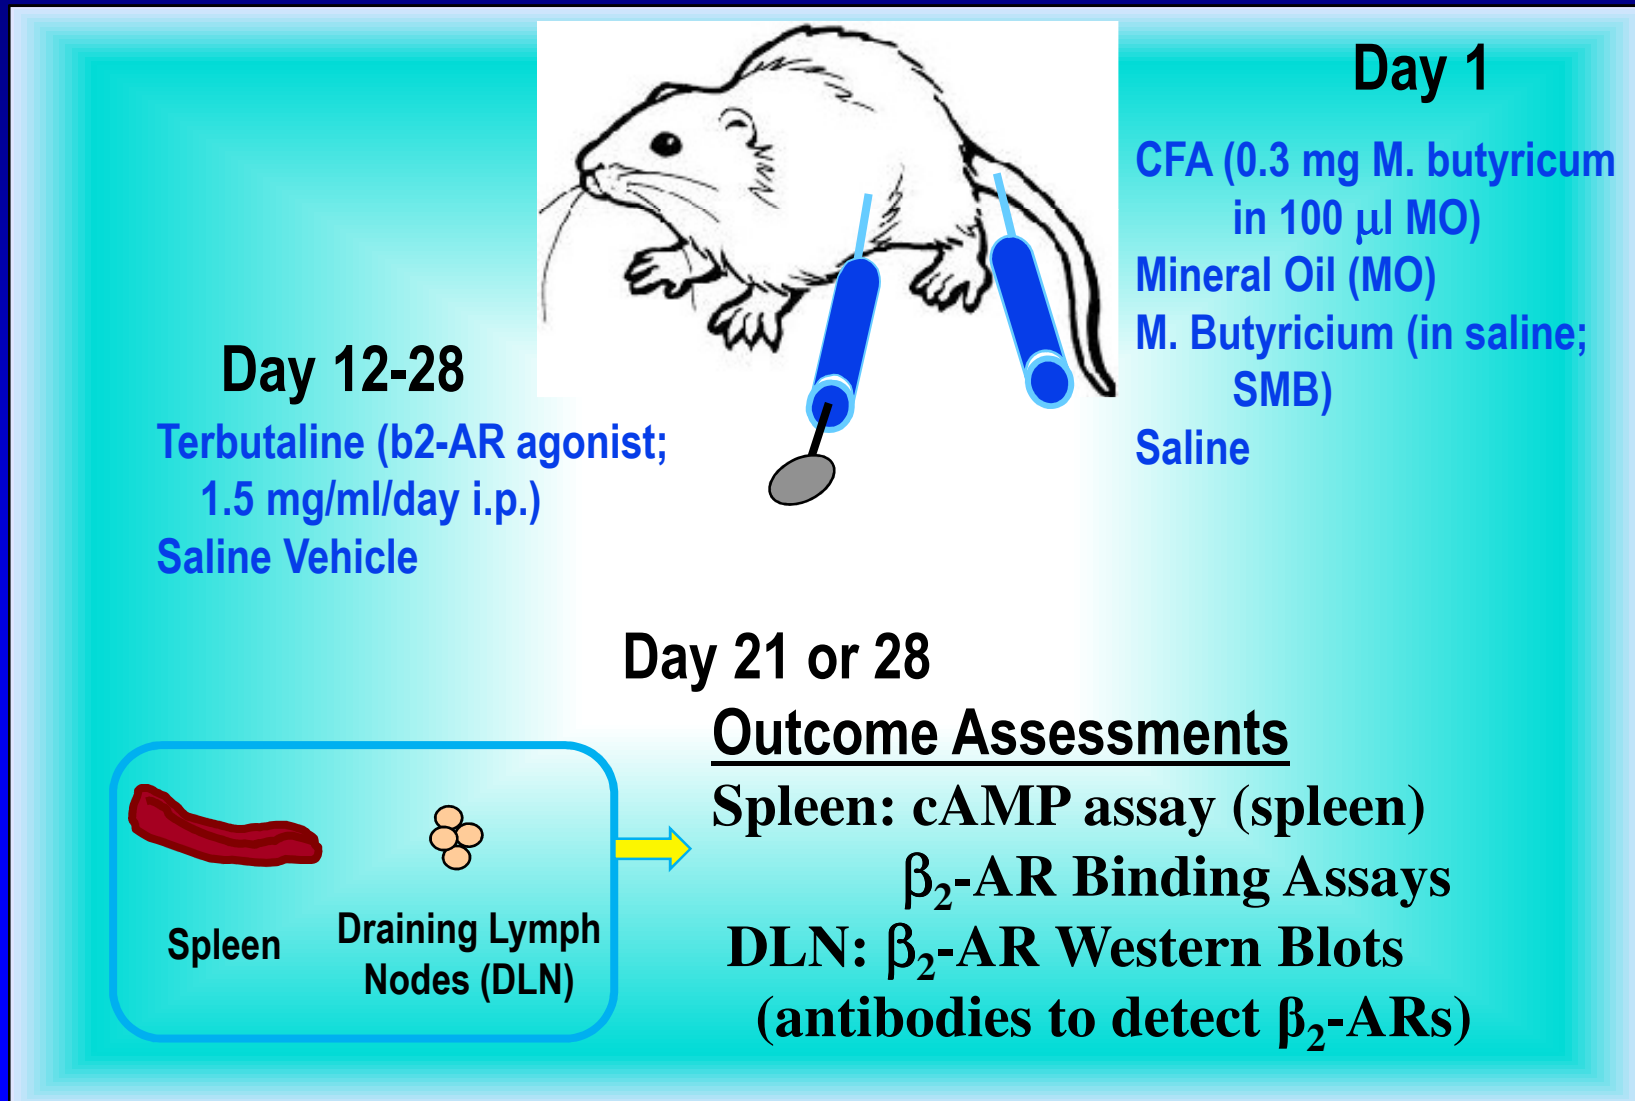 Day 1
CFA (0.3 mg M. butyricum
in 100 μl MO)
Mineral Oil (MO)
M. Butyricium (in saline;
SMB)
Saline
Day 12-28
Terbutaline (b2-AR agonist;
1.5 mg/ml/day i.p.)
Saline Vehicle
Day 21 or 28
Outcome Assessments
Spleen: cAMP assay (spleen)
β2-AR Binding Assays
DLN: β2-AR Western Blots
(antibodies to detect β2-ARs)
Spleen
Draining Lymph
Nodes (DLN)